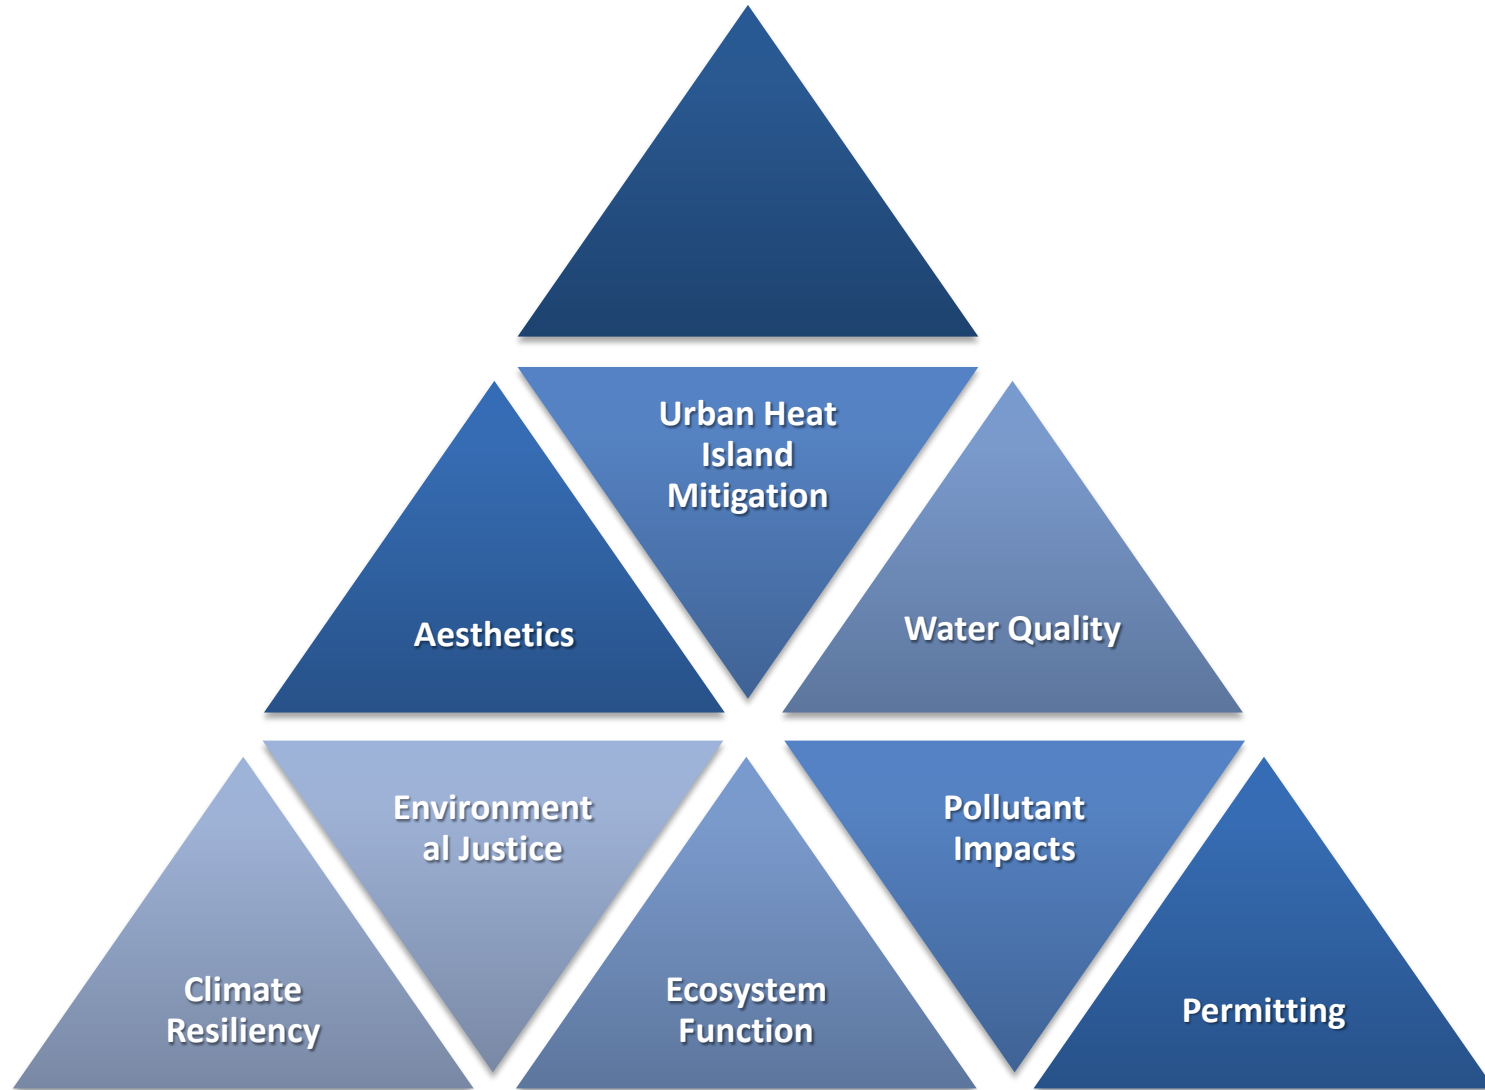 Urban Heat
Island
Mitigation
Aesthetics
Water Quality
Environment
al Justice
Pollutant
Impacts
Climate
Resiliency
Ecosystem
Function
Permitting